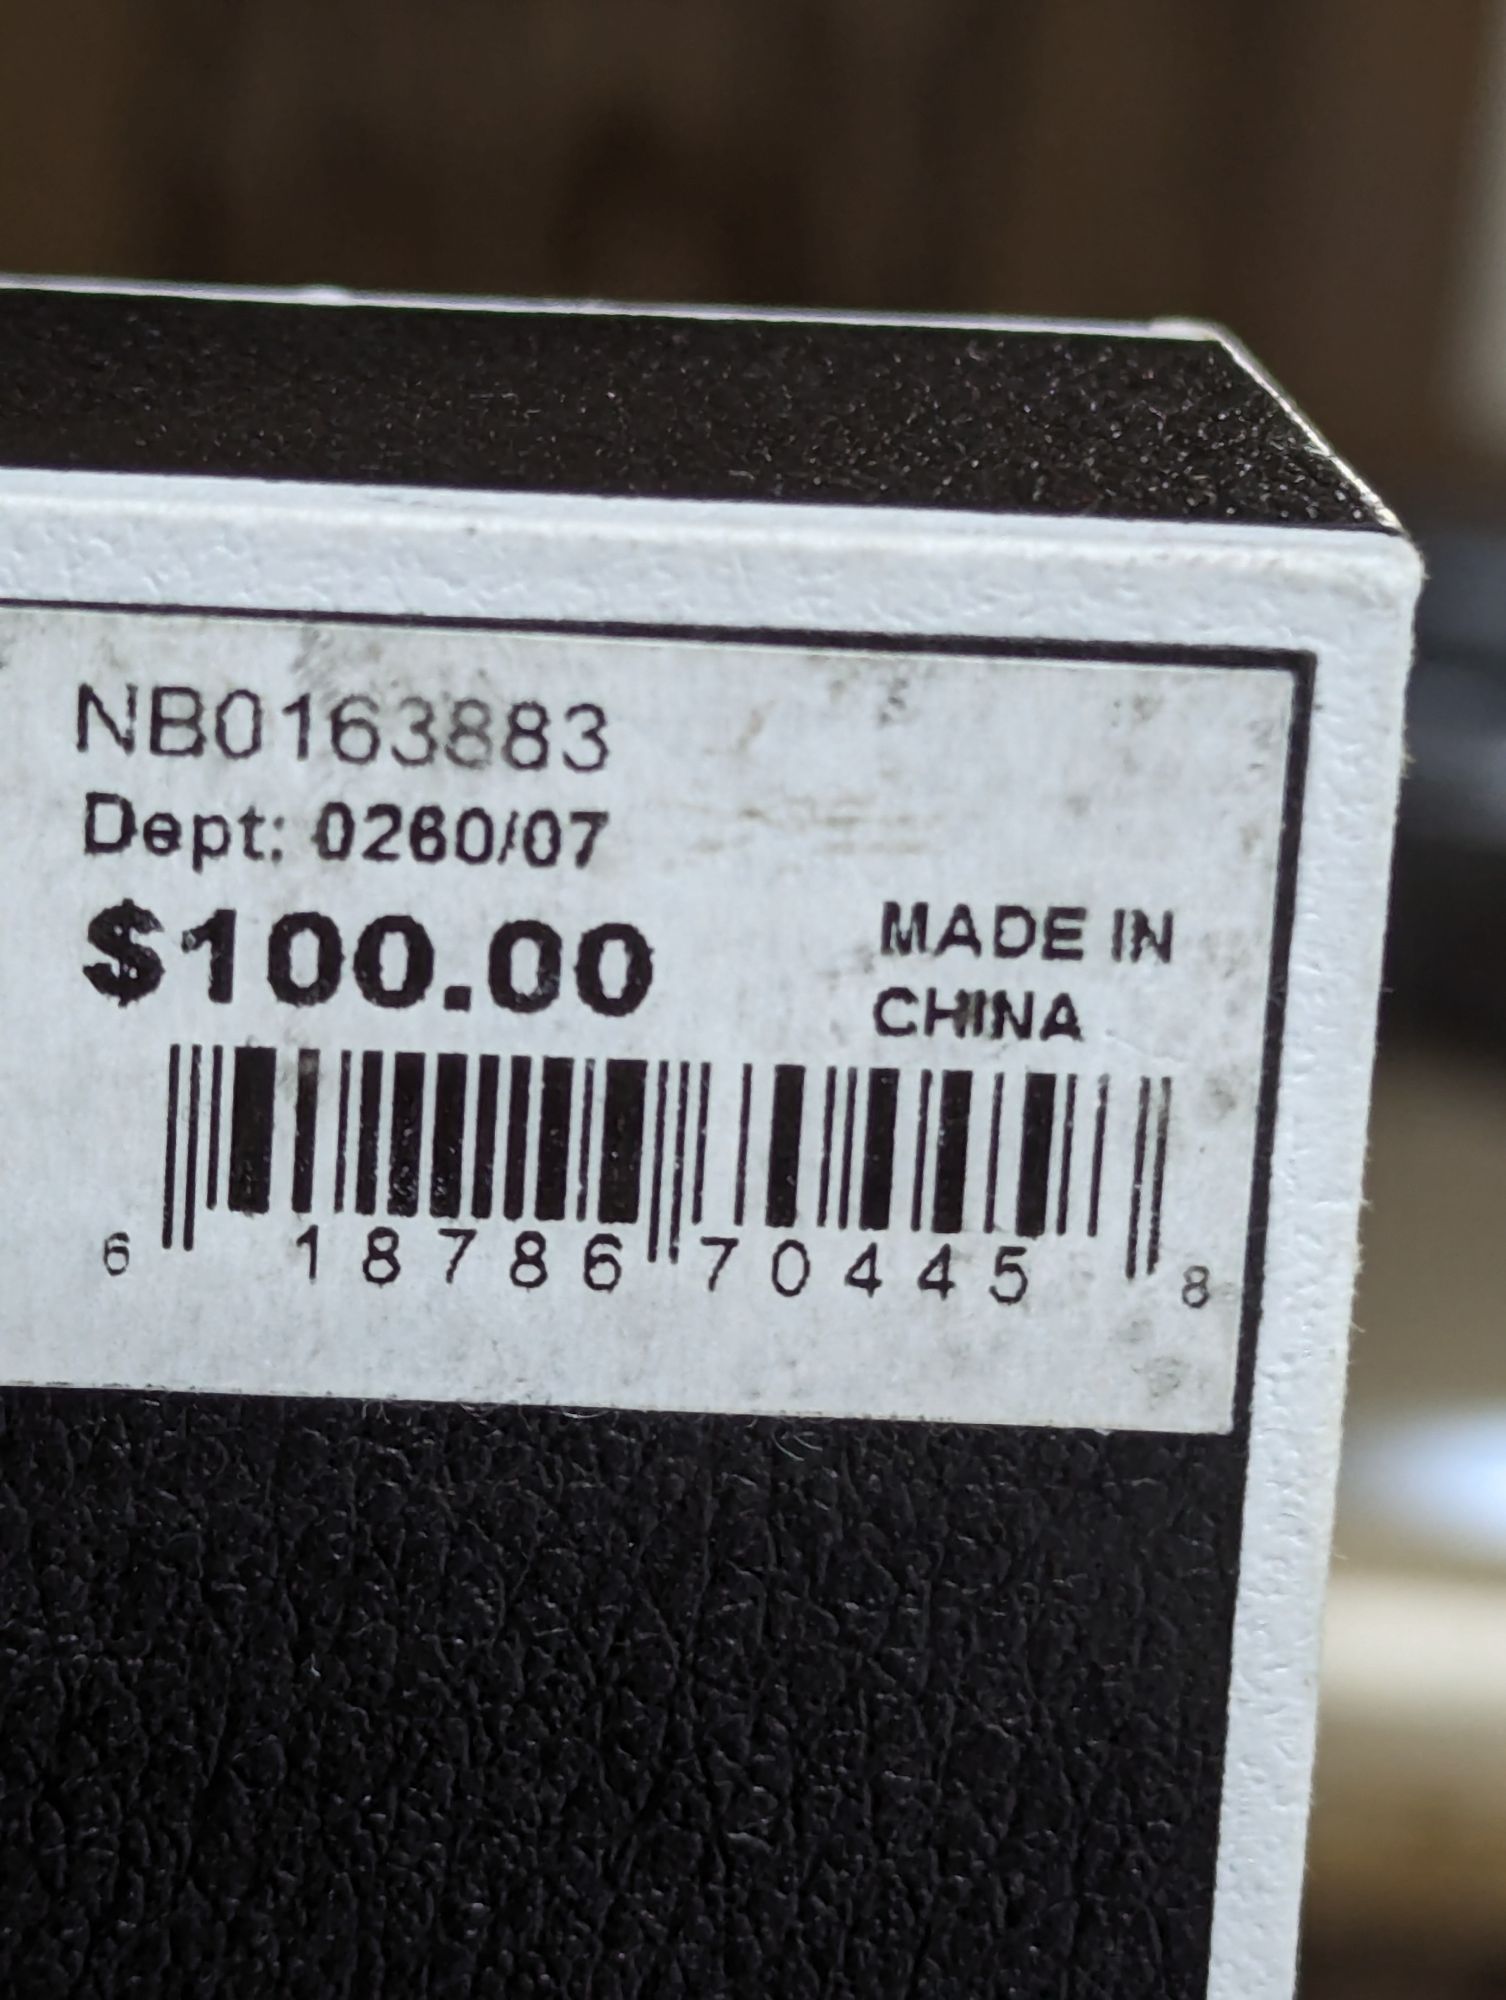 NB0163883
Dept: 0260/07
$100.00
MADE IN
CHINA
6 18786 70445 8